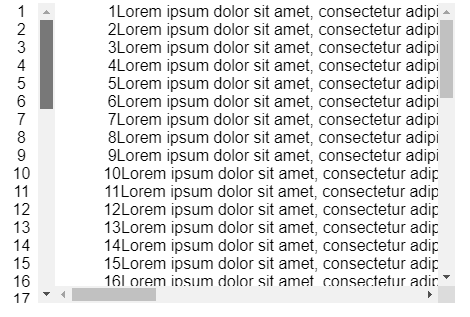 1 1Lorem ipsum dolor sit amet, consectetur adipi
2 2Lorem ipsum dolor sit amet, consectetur adipi
3 3Lorem ipsum dolor sit amet, consectetur adipi
4 4Lorem ipsum dolor sit amet, consectetur adipi
5 5Lorem ipsum dolor sit amet, consectetur adipi
6 6Lorem ipsum dolor sit amet, consectetur adipi
7 7Lorem ipsum dolor sit amet, consectetur adipi
8 8Lorem ipsum dolor sit amet, consectetur adipi
9 9Lorem ipsum dolor sit amet, consectetur adipi
10 10Lorem ipsum dolor sit amet, consectetur adip
11 11Lorem ipsum dolor sit amet, consectetur adip
12 12Lorem ipsum dolor sit amet, consectetur adip
13 13Lorem ipsum dolor sit amet, consectetur adip
14 14Lorem ipsum dolor sit amet, consectetur adip
15 15Lorem ipsum dolor sit amet, consectetur adip
16 16Lorem ipsum dolor sit amet, consectetur adip
17